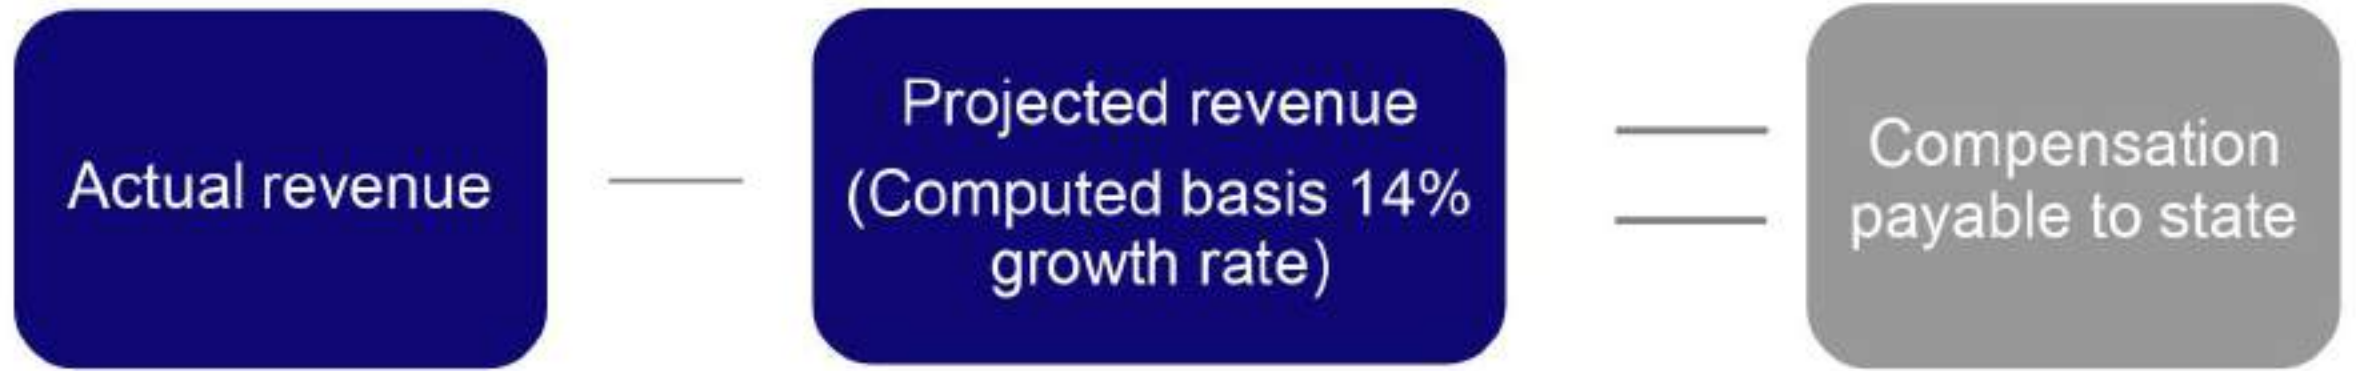 Actual revenue
Projected revenue
(Computed basis 14%
growth rate)
Compensation
payable to state